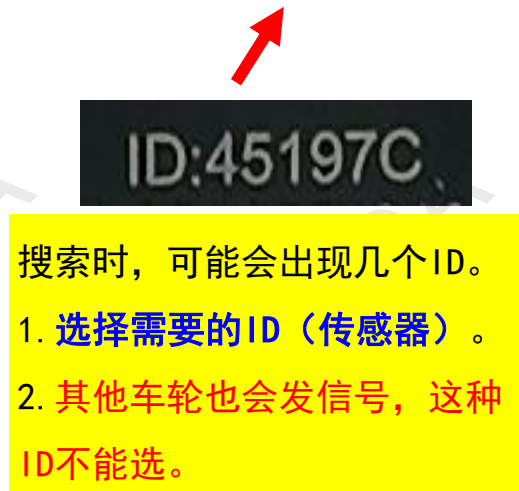 ID:45197C
搜索时，可能会出现几个ID。
1.选择需要的ID（传感器）。
2.其他车轮也会发信号，这种
ID不能选。